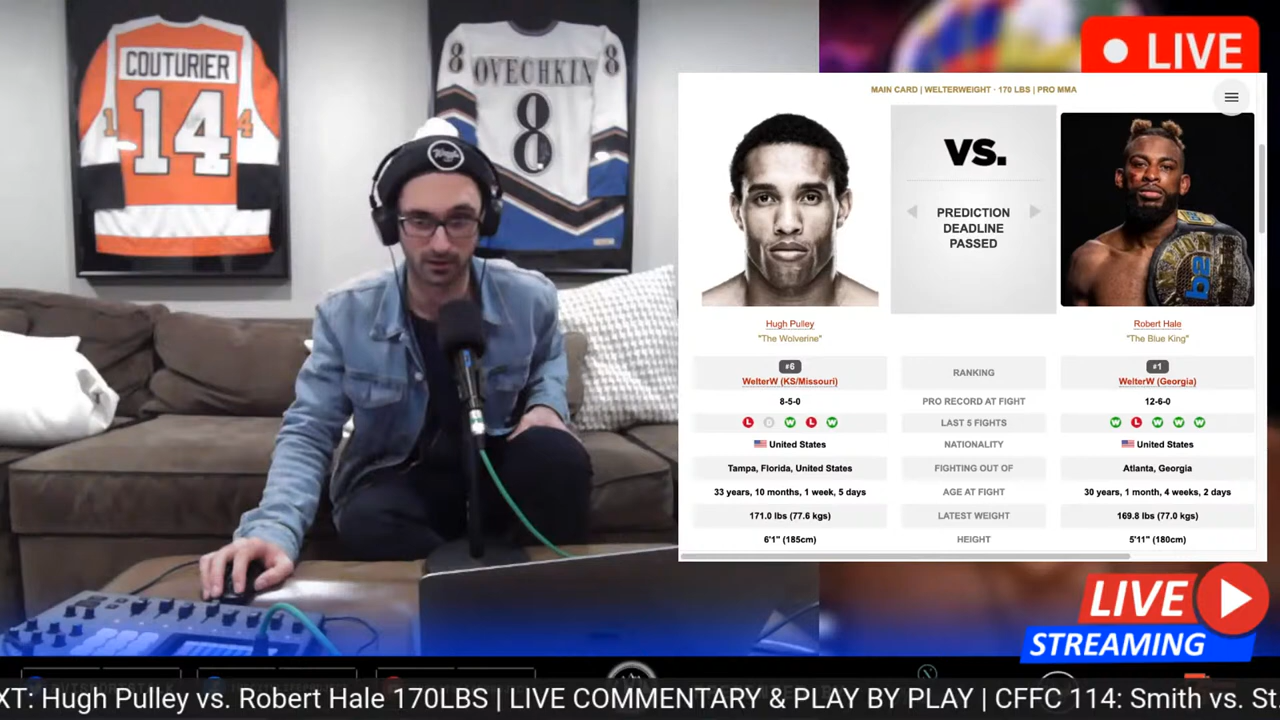 COUTURIER
1
14
4
8
OVECHKIN
8
8
LIVE
MAIN CARD | WELTERWEIGHT · 170 LBS | PRO MMA
VS.
PREDICTION
DEADLINE
PASSED
Hugh Pulley
"The Wolverine"
Robert Hale
"The Blue King"
#6
WelterW (KS/Missouri)
RANKING
#1
WelterW (Georgia)
8-5-0
PRO RECORD AT FIGHT
12-6-0
L D W L W
LAST 5 FIGHTS
W L W W W
United States
NATIONALITY
United States
Tampa, Florida, United States
FIGHTING OUT OF
Atlanta, Georgia
33 years, 10 months, 1 week, 5 days
AGE AT FIGHT
30 years, 1 month, 4 weeks, 2 days
171.0 lbs (77.6 kgs)
LATEST WEIGHT
169.8 lbs (77.0 kgs)
6'1" (185cm)
HEIGHT
5'11" (180cm)
LIVE
STREAMING
XT: Hugh Pulley vs. Robert Hale 170LBS | LIVE COMMENTARY & PLAY BY PLAY | CFFC 114: Smith vs. St